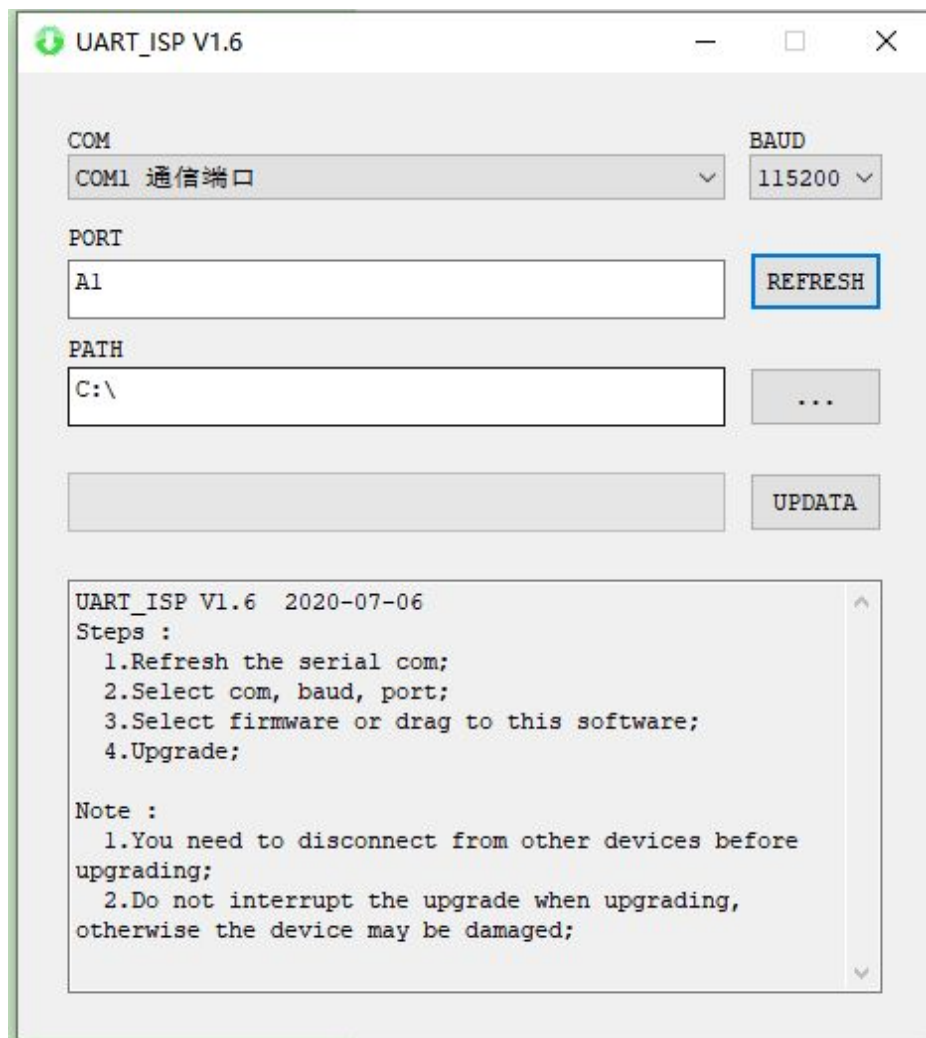 UART_ISP V1.6
COM
BAUD
COM1 通信端口
115200
PORT
A1
REFRESH
PATH
C:\
...
UPDATA
UART_ISP V1.6  2020-07-06
Steps :
1.Refresh the serial com;
2.Select com, baud, port;
3.Select firmware or drag to this software;
4.Upgrade;
Note :
1.You need to disconnect from other devices before
upgrading;
2.Do not interrupt the upgrade when upgrading,
otherwise the device may be damaged;